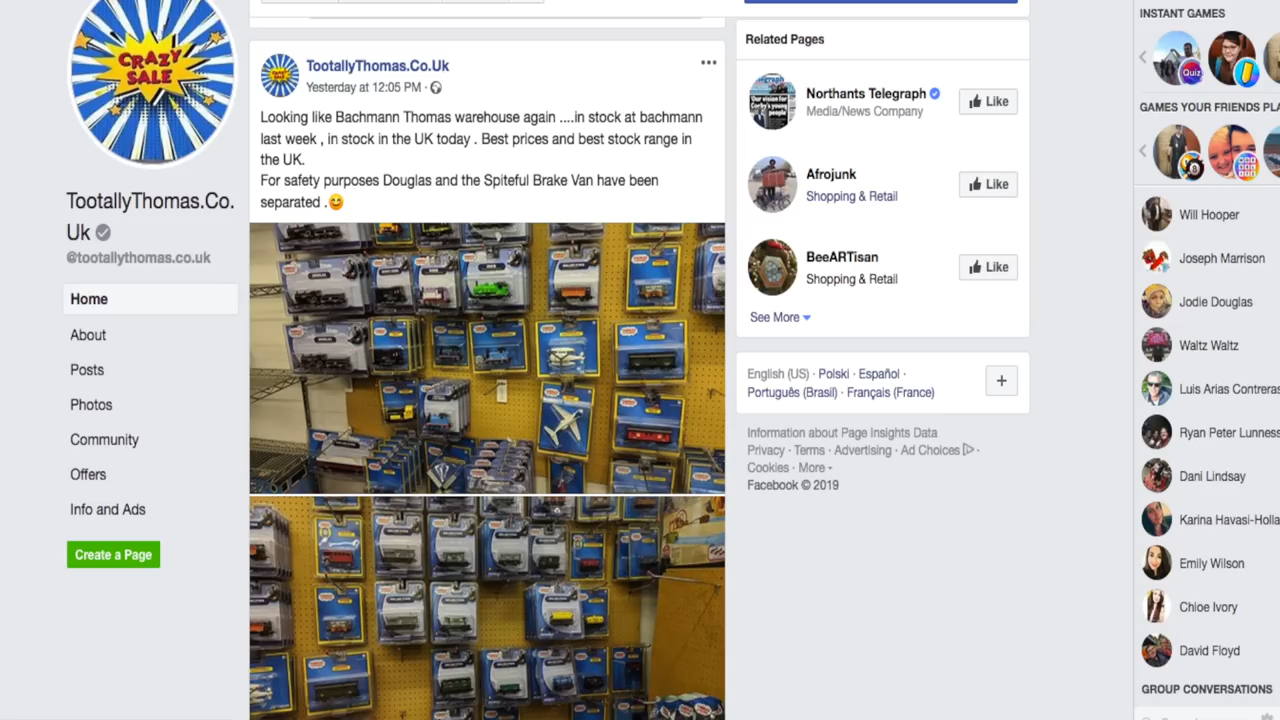 CRAZY
SALE
TootallyThomas.Co.
Uk
@tootallythomas.co.uk
Home
About
Posts
Photos
Community
Offers
Info and Ads
Create a Page
TootallyThomas.Co.Uk
Yesterday at 12:05 PM ·
Looking like Bachmann Thomas warehouse again ....in stock at bachmann
last week , in stock in the UK today . Best prices and best stock range in
the UK.
For safety purposes Douglas and the Spiteful Brake Van have been
separated .
Related Pages
Northants Telegraph
Media/News Company
Like
Afrojunk
Shopping & Retail
Like
BeeARTisan
Shopping & Retail
Like
See More
English (US) · Polski · Español ·
Português (Brasil) · Français (France)
+
Information about Page Insights Data
Privacy · Terms · Advertising · Ad Choices ·
Cookies · More
Facebook © 2019
INSTANT GAMES
Quiz
GAMES YOUR FRIENDS PLA
Will Hooper
Joseph Marrison
Jodie Douglas
Waltz Waltz
Luis Arias Contreras
Ryan Peter Lunness
Dani Lindsay
Karina Havasi-Holla
Emily Wilson
Chloe Ivory
David Floyd
GROUP CONVERSATIONS